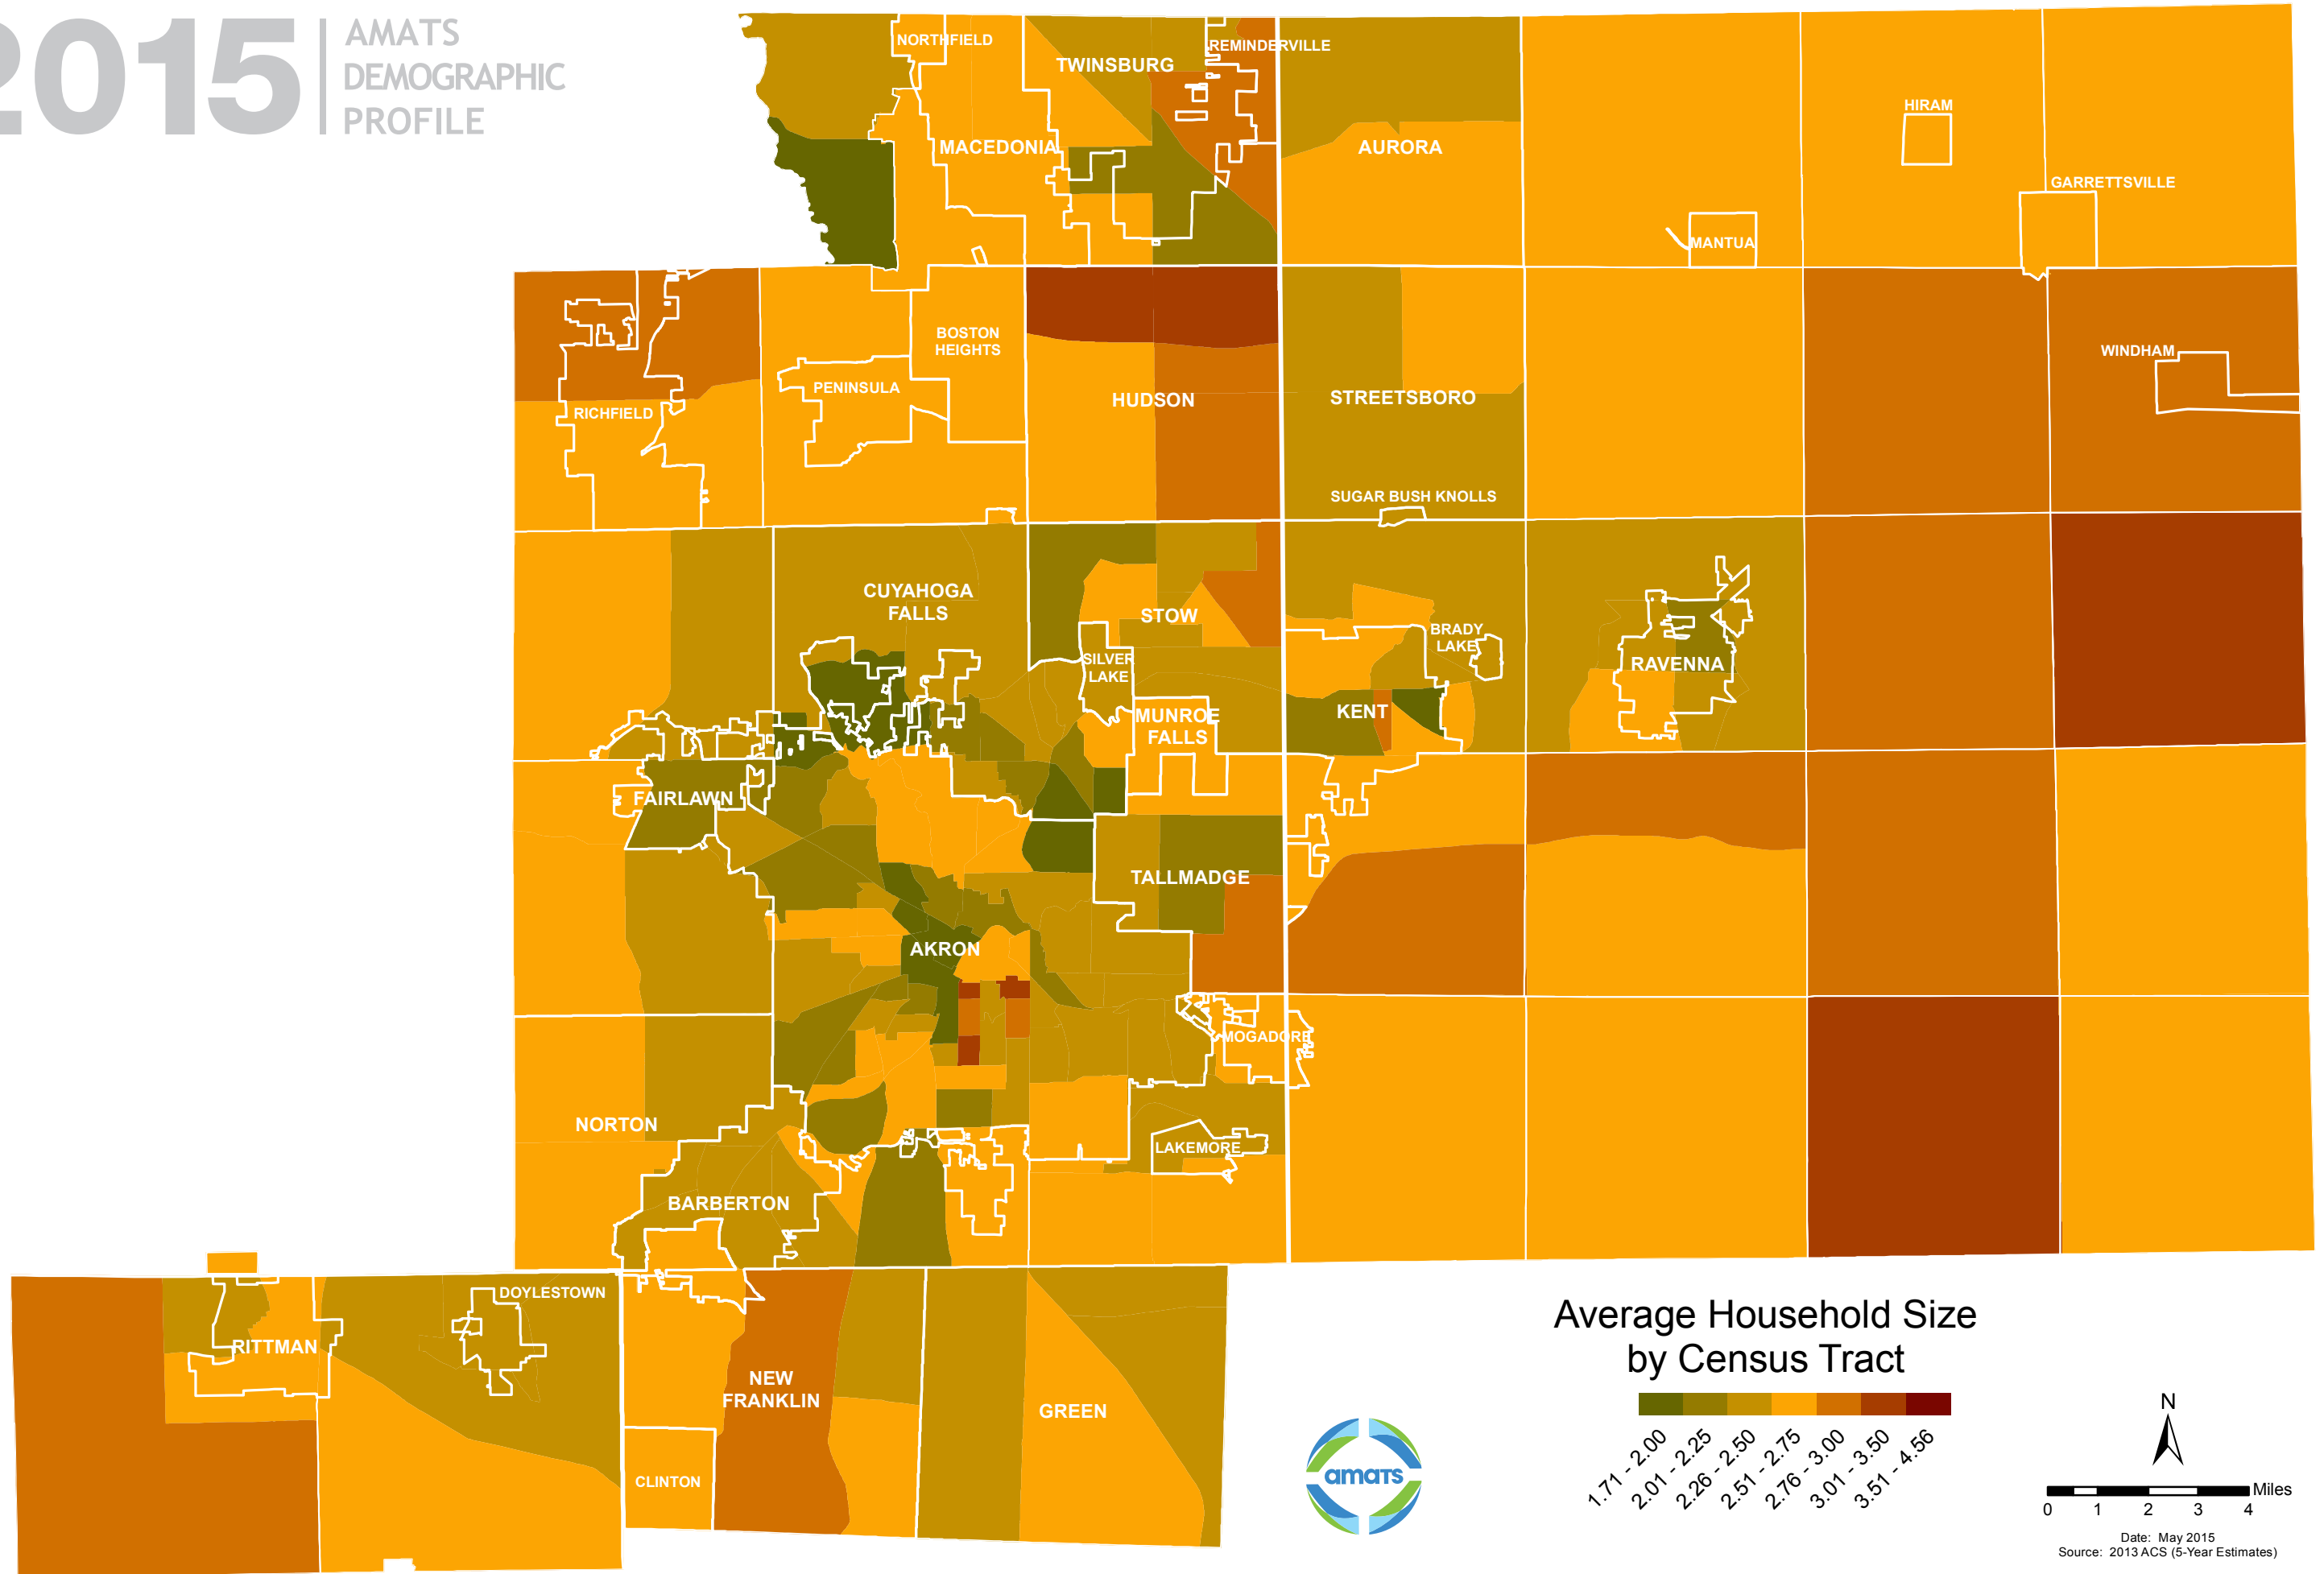 2015
AMATS
DEMOGRAPHIC
PROFILE
NORTHFIELD
TWINSBURG
REMINDERVILLE
MACEDONIA
AURORA
HIRAM
GARRETTSVILLE
MANTUA
BOSTON
HEIGHTS
PENINSULA
RICHFIELD
HUDSON
STREETSBORO
WINDHAM
SUGAR BUSH KNOLLS
CUYAHOGA
FALLS
STOW
SILVER
LAKE
BRADY
LAKE
RAVENNA
MUNROE
FALLS
KENT
FAIRLAWN
TALLMADGE
AKRON
MOGADORE
NORTON
LAKEMORE
BARBERTON
DOYLESTOWN
RITTMAN
NEW
FRANKLIN
GREEN
CLINTON
amats
Average Household Size
by Census Tract
1.71 - 2.00
2.01 - 2.25
2.26 - 2.50
2.51 - 2.75
2.76 - 3.00
3.01 - 3.50
3.51 - 4.56
N
Miles
0 1 2 3 4
Date: May 2015
Source: 2013 ACS (5-Year Estimates)